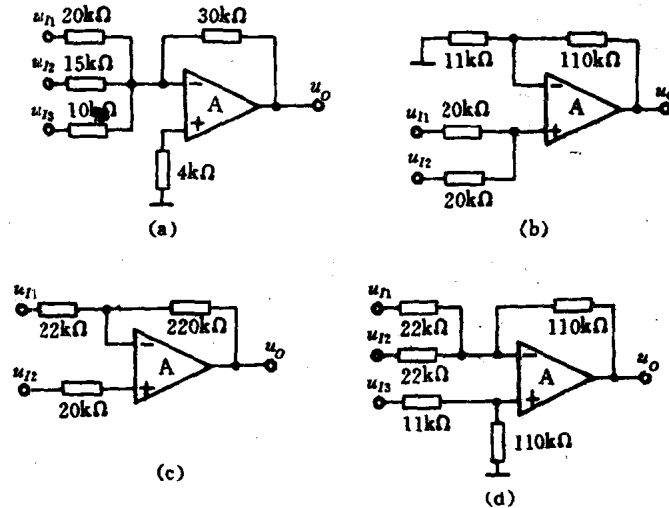 u_I1 20kΩ 30kΩ
u_I2 15kΩ
u_I3 10kΩ
− A +
u_O
4kΩ
(a)
11kΩ 110kΩ
− A +
u_I1 20kΩ
u_I2 20kΩ
(b)
u_I1 22kΩ 220kΩ
− A +
u_O
u_I2 20kΩ
(c)
u_I1 22kΩ 110kΩ
u_I2 22kΩ
− A +
u_O
u_I3 11kΩ
110kΩ
(d)